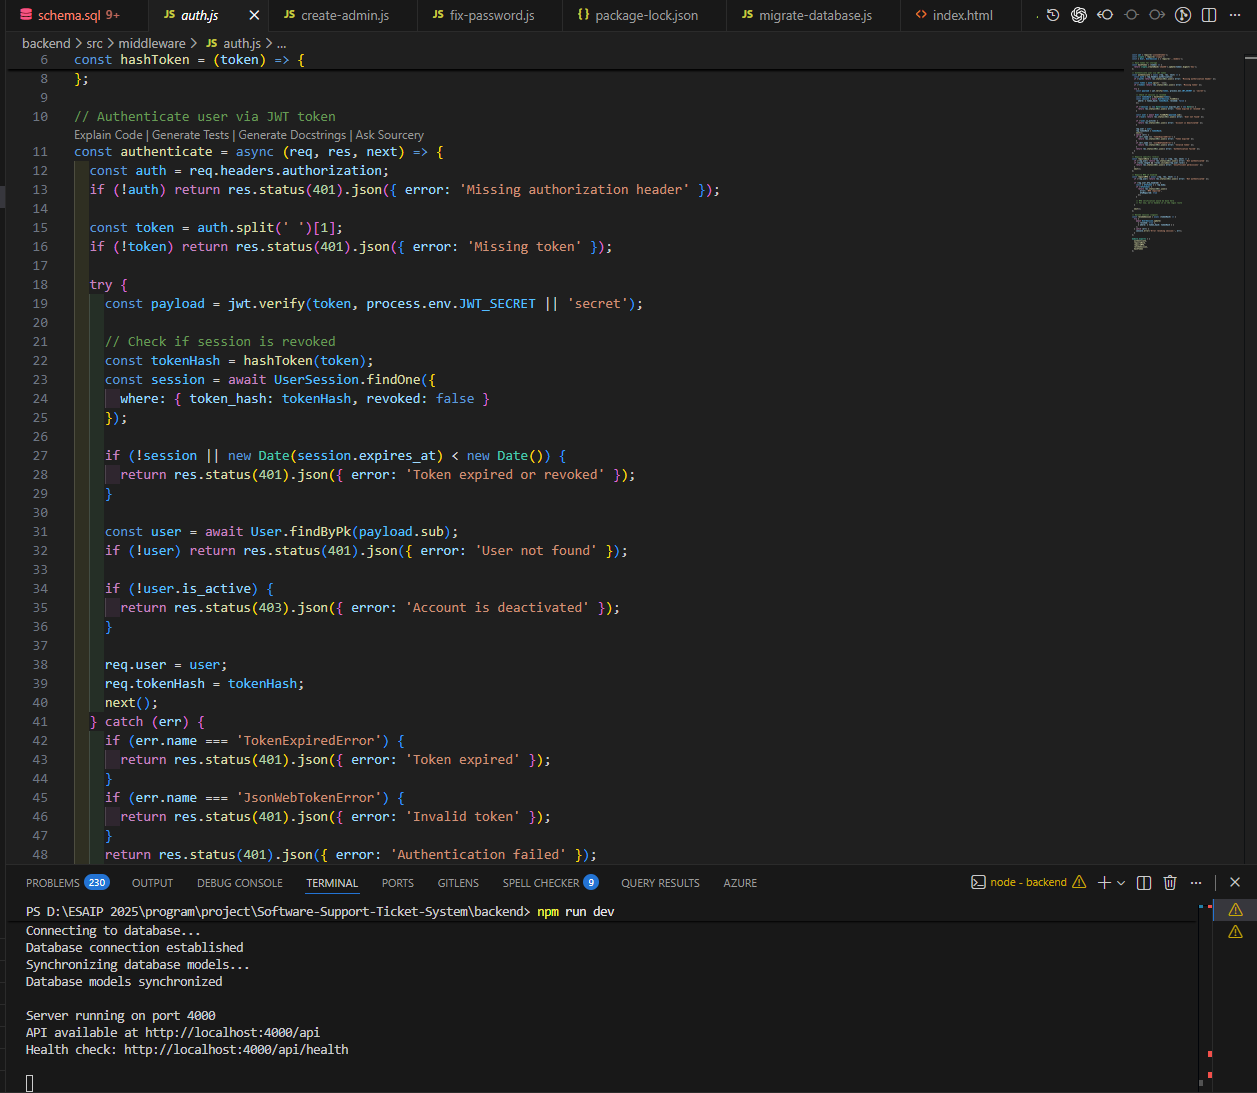 schema.sql 9+
JS auth.js
JS create-admin.js
JS fix-password.js
{} package-lock.json
JS migrate-database.js
<> index.html
backend > src > middleware > JS auth.js > ...
6 const hashToken = (token) => {
8 };
9
10 // Authenticate user via JWT token
Explain Code | Generate Tests | Generate Docstrings | Ask Sourcery
11 const authenticate = async (req, res, next) => {
12 const auth = req.headers.authorization;
13 if (!auth) return res.status(401).json({ error: 'Missing authorization header' });
14
15 const token = auth.split(' ')[1];
16 if (!token) return res.status(401).json({ error: 'Missing token' });
17
18 try {
19 const payload = jwt.verify(token, process.env.JWT_SECRET || 'secret');
20
21 // Check if session is revoked
22 const tokenHash = hashToken(token);
23 const session = await UserSession.findOne({
24 where: { token_hash: tokenHash, revoked: false }
25 });
26
27 if (!session || new Date(session.expires_at) < new Date()) {
28 return res.status(401).json({ error: 'Token expired or revoked' });
29 }
30
31 const user = await User.findByPk(payload.sub);
32 if (!user) return res.status(401).json({ error: 'User not found' });
33
34 if (!user.is_active) {
35 return res.status(403).json({ error: 'Account is deactivated' });
36 }
37
38 req.user = user;
39 req.tokenHash = tokenHash;
40 next();
41 } catch (err) {
42 if (err.name === 'TokenExpiredError') {
43 return res.status(401).json({ error: 'Token expired' });
44 }
45 if (err.name === 'JsonWebTokenError') {
46 return res.status(401).json({ error: 'Invalid token' });
47 }
48 return res.status(401).json({ error: 'Authentication failed' });
PROBLEMS 230 OUTPUT DEBUG CONSOLE TERMINAL PORTS GITLENS SPELL CHECKER 9 QUERY RESULTS AZURE
node - backend
PS D:\ESAIP 2025\program\project\Software-Support-Ticket-System\backend> npm run dev
Connecting to database...
Database connection established
Synchronizing database models...
Database models synchronized
Server running on port 4000
API available at http://localhost:4000/api
Health check: http://localhost:4000/api/health